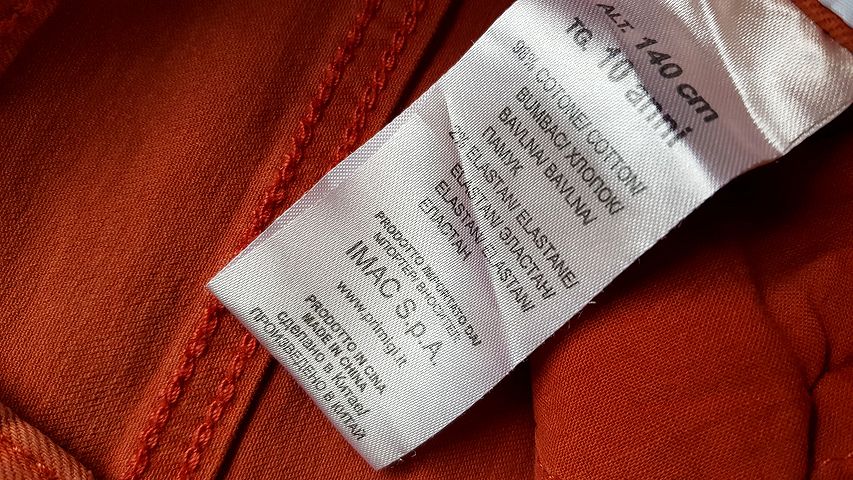 ALT. 140 cm
TG. 10 anni
98% COTONE/ COTTON/
BUMBAC/ ХЛОПОК/
BAVLNA/ BAVLNA/
ПАМУК
2% ELASTAN/ ELASTANE/
ELASTAN/ ЭЛАСТАН/
ELASTAN/ ELASTAN/
ЕЛАСТАН
PRODOTTO IMPORTATO DA/
ИМПОРТЕР/ ВНОСИТЕЛ:
IMAC S.p.A.
www.primigi.it
PRODOTTO IN CINA
MADE IN CHINA
сделано в Китае/
ПРОИЗВЕДЕНО В КИТАЙ